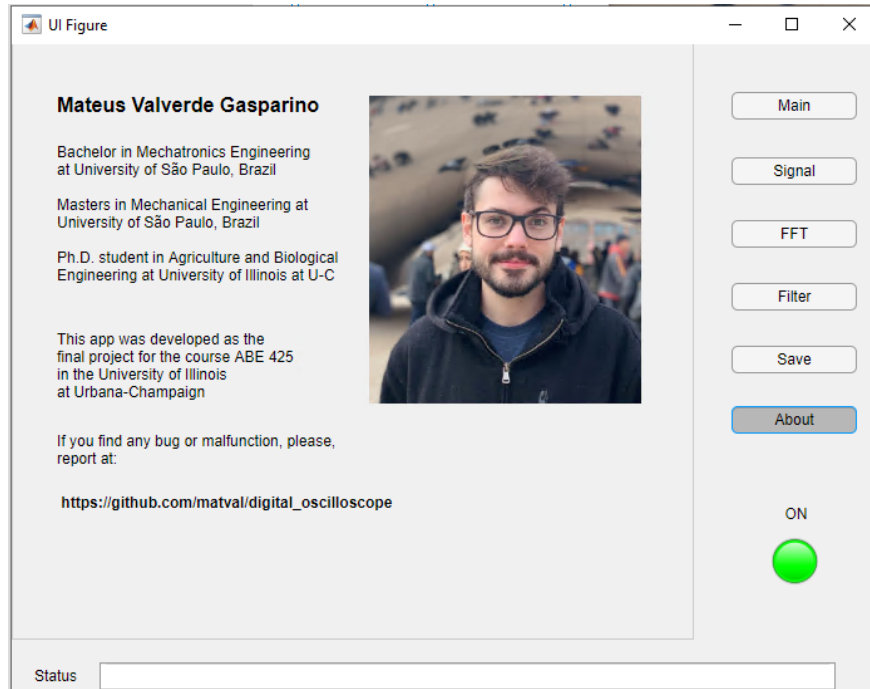 UI Figure
Mateus Valverde Gasparino
Bachelor in Mechatronics Engineering
at University of São Paulo, Brazil
Masters in Mechanical Engineering at
University of São Paulo, Brazil
Ph.D. student in Agriculture and Biological
Engineering at University of Illinois at U-C
This app was developed as the
final project for the course ABE 425
in the University of Illinois
at Urbana-Champaign
If you find any bug or malfunction, please,
report at:
https://github.com/matval/digital_oscilloscope
Main
Signal
FFT
Filter
Save
About
ON
Status